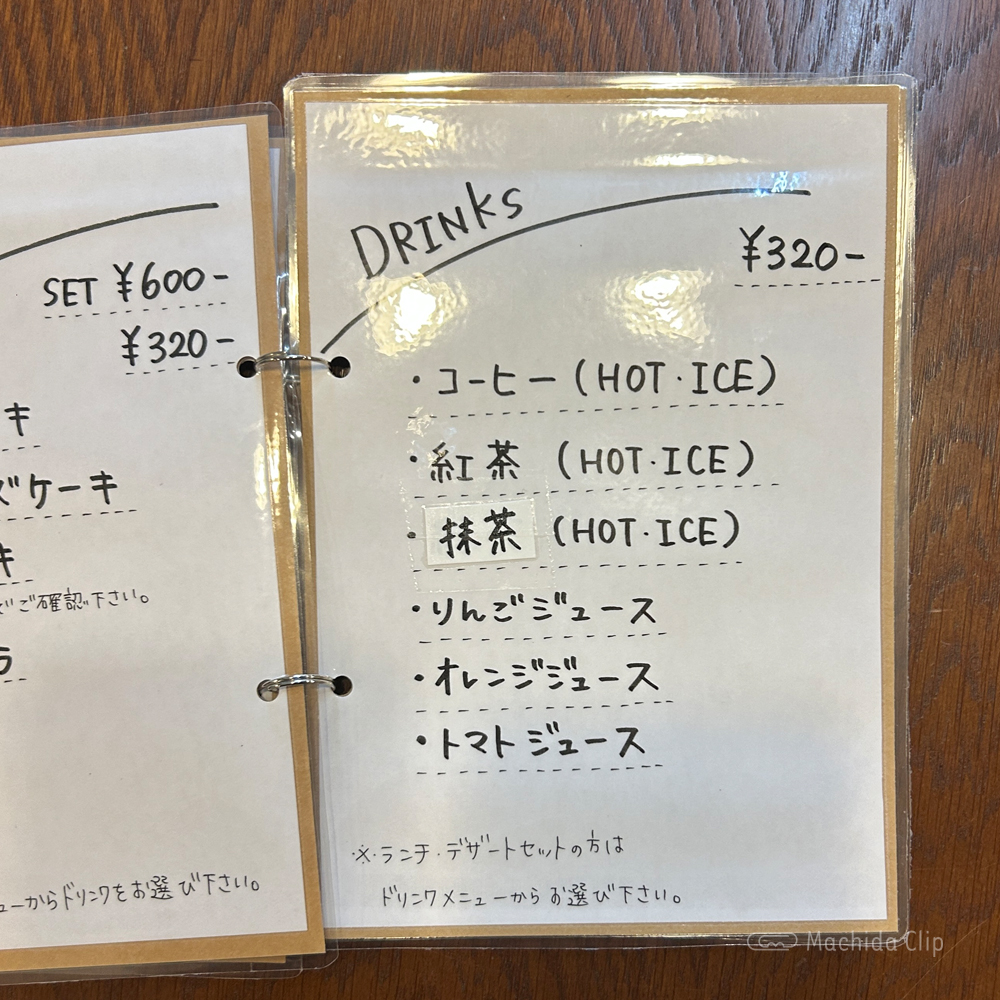 SET ¥600-
¥320-
キ
ズケーキ
キ
ご確認下さい。
ラ
ューからドリンクをお選び下さい。
DRINKS
¥320-
・コーヒー(HOT・ICE)
・紅茶 (HOT・ICE)
・抹茶 (HOT・ICE)
・りんごジュース
・オレンジジュース
・トマトジュース
※・ランチ・デザートセットの方は
ドリンクメニューからお選び下さい。
Machida Clip